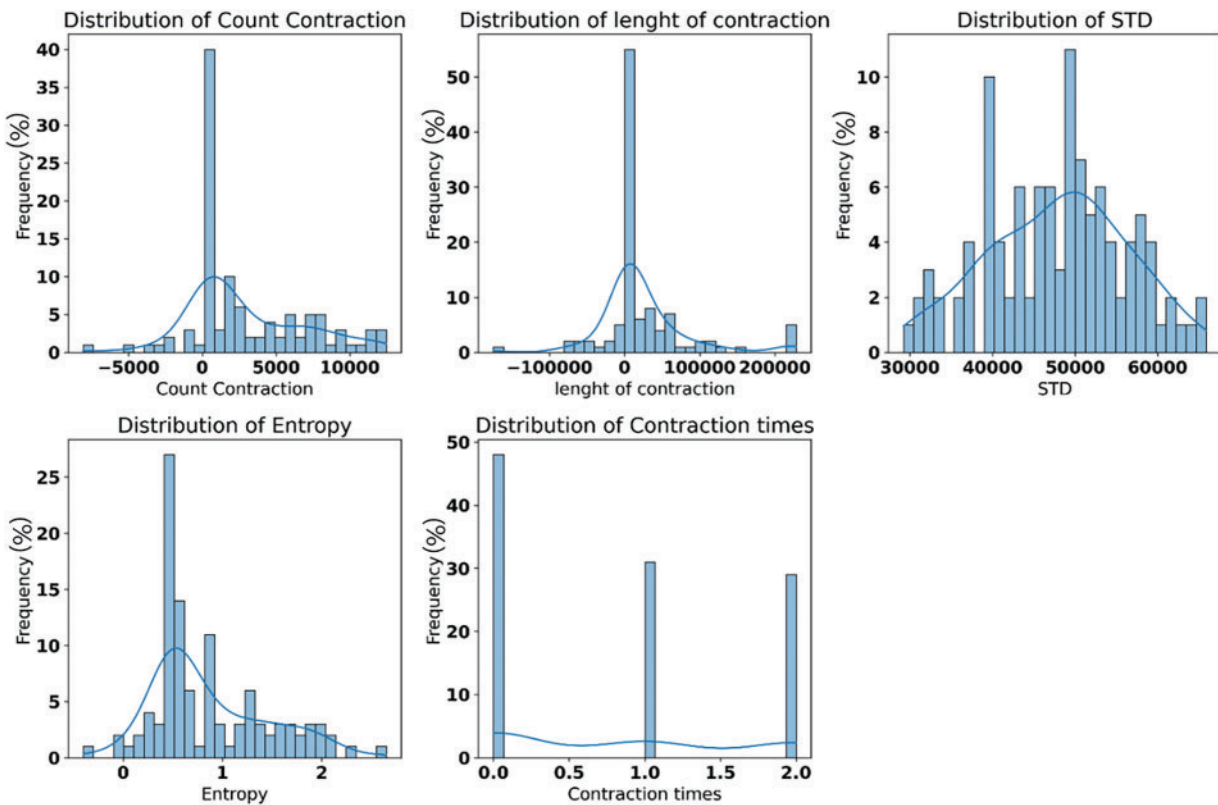 Distribution of Count Contraction
Frequency (%)
40
35
30
25
20
15
10
5
0
−5000 0 5000 10000
Count Contraction
Distribution of lenght of contraction
Frequency (%)
50
40
30
20
10
0
−100000 0 100000 200000
lenght of contraction
Distribution of STD
Frequency (%)
10
8
6
4
2
0
30000 40000 50000 60000
STD
Distribution of Entropy
Frequency (%)
25
20
15
10
5
0
0 1 2
Entropy
Distribution of Contraction times
Frequency (%)
50
40
30
20
10
0
0.0 0.5 1.0 1.5 2.0
Contraction times